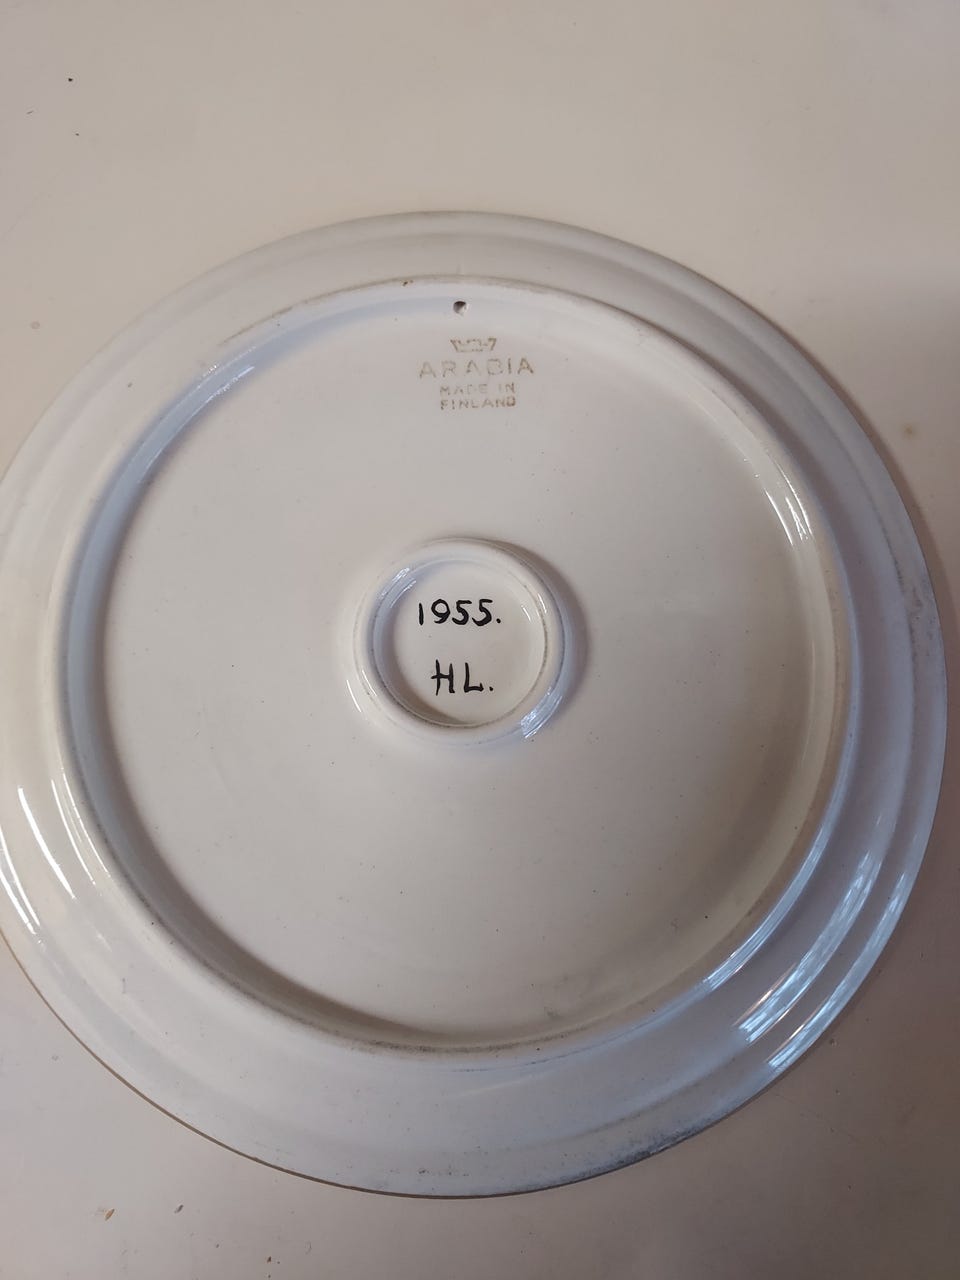 ARABIA
MADE IN
FINLAND
1955.
HL.